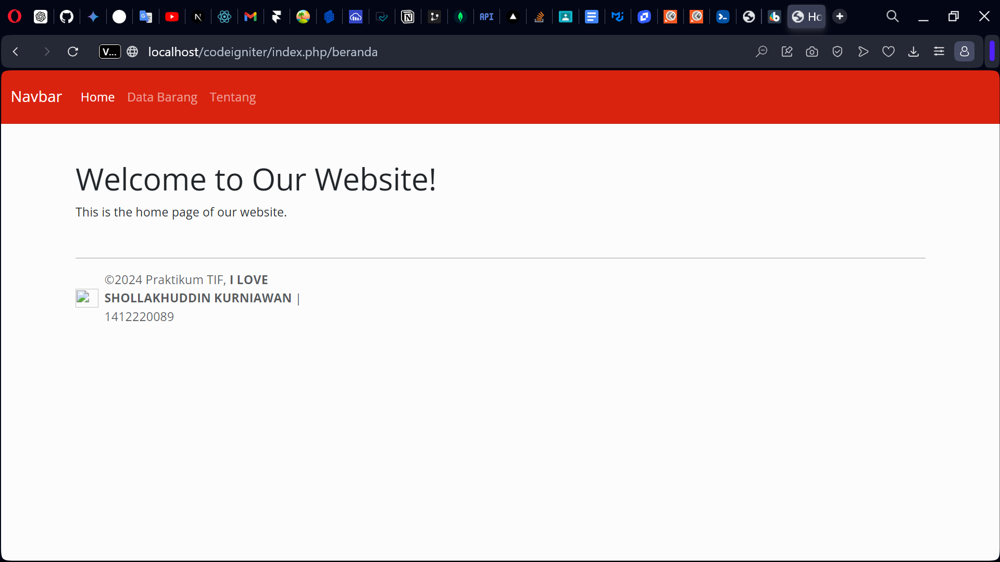 API
Ho
V...
localhost/codeigniter/index.php/beranda
Navbar Home Data Barang Tentang
Welcome to Our Website!
This is the home page of our website.
©2024 Praktikum TIF, I LOVE
SHOLLAKHUDDIN KURNIAWAN |
1412220089